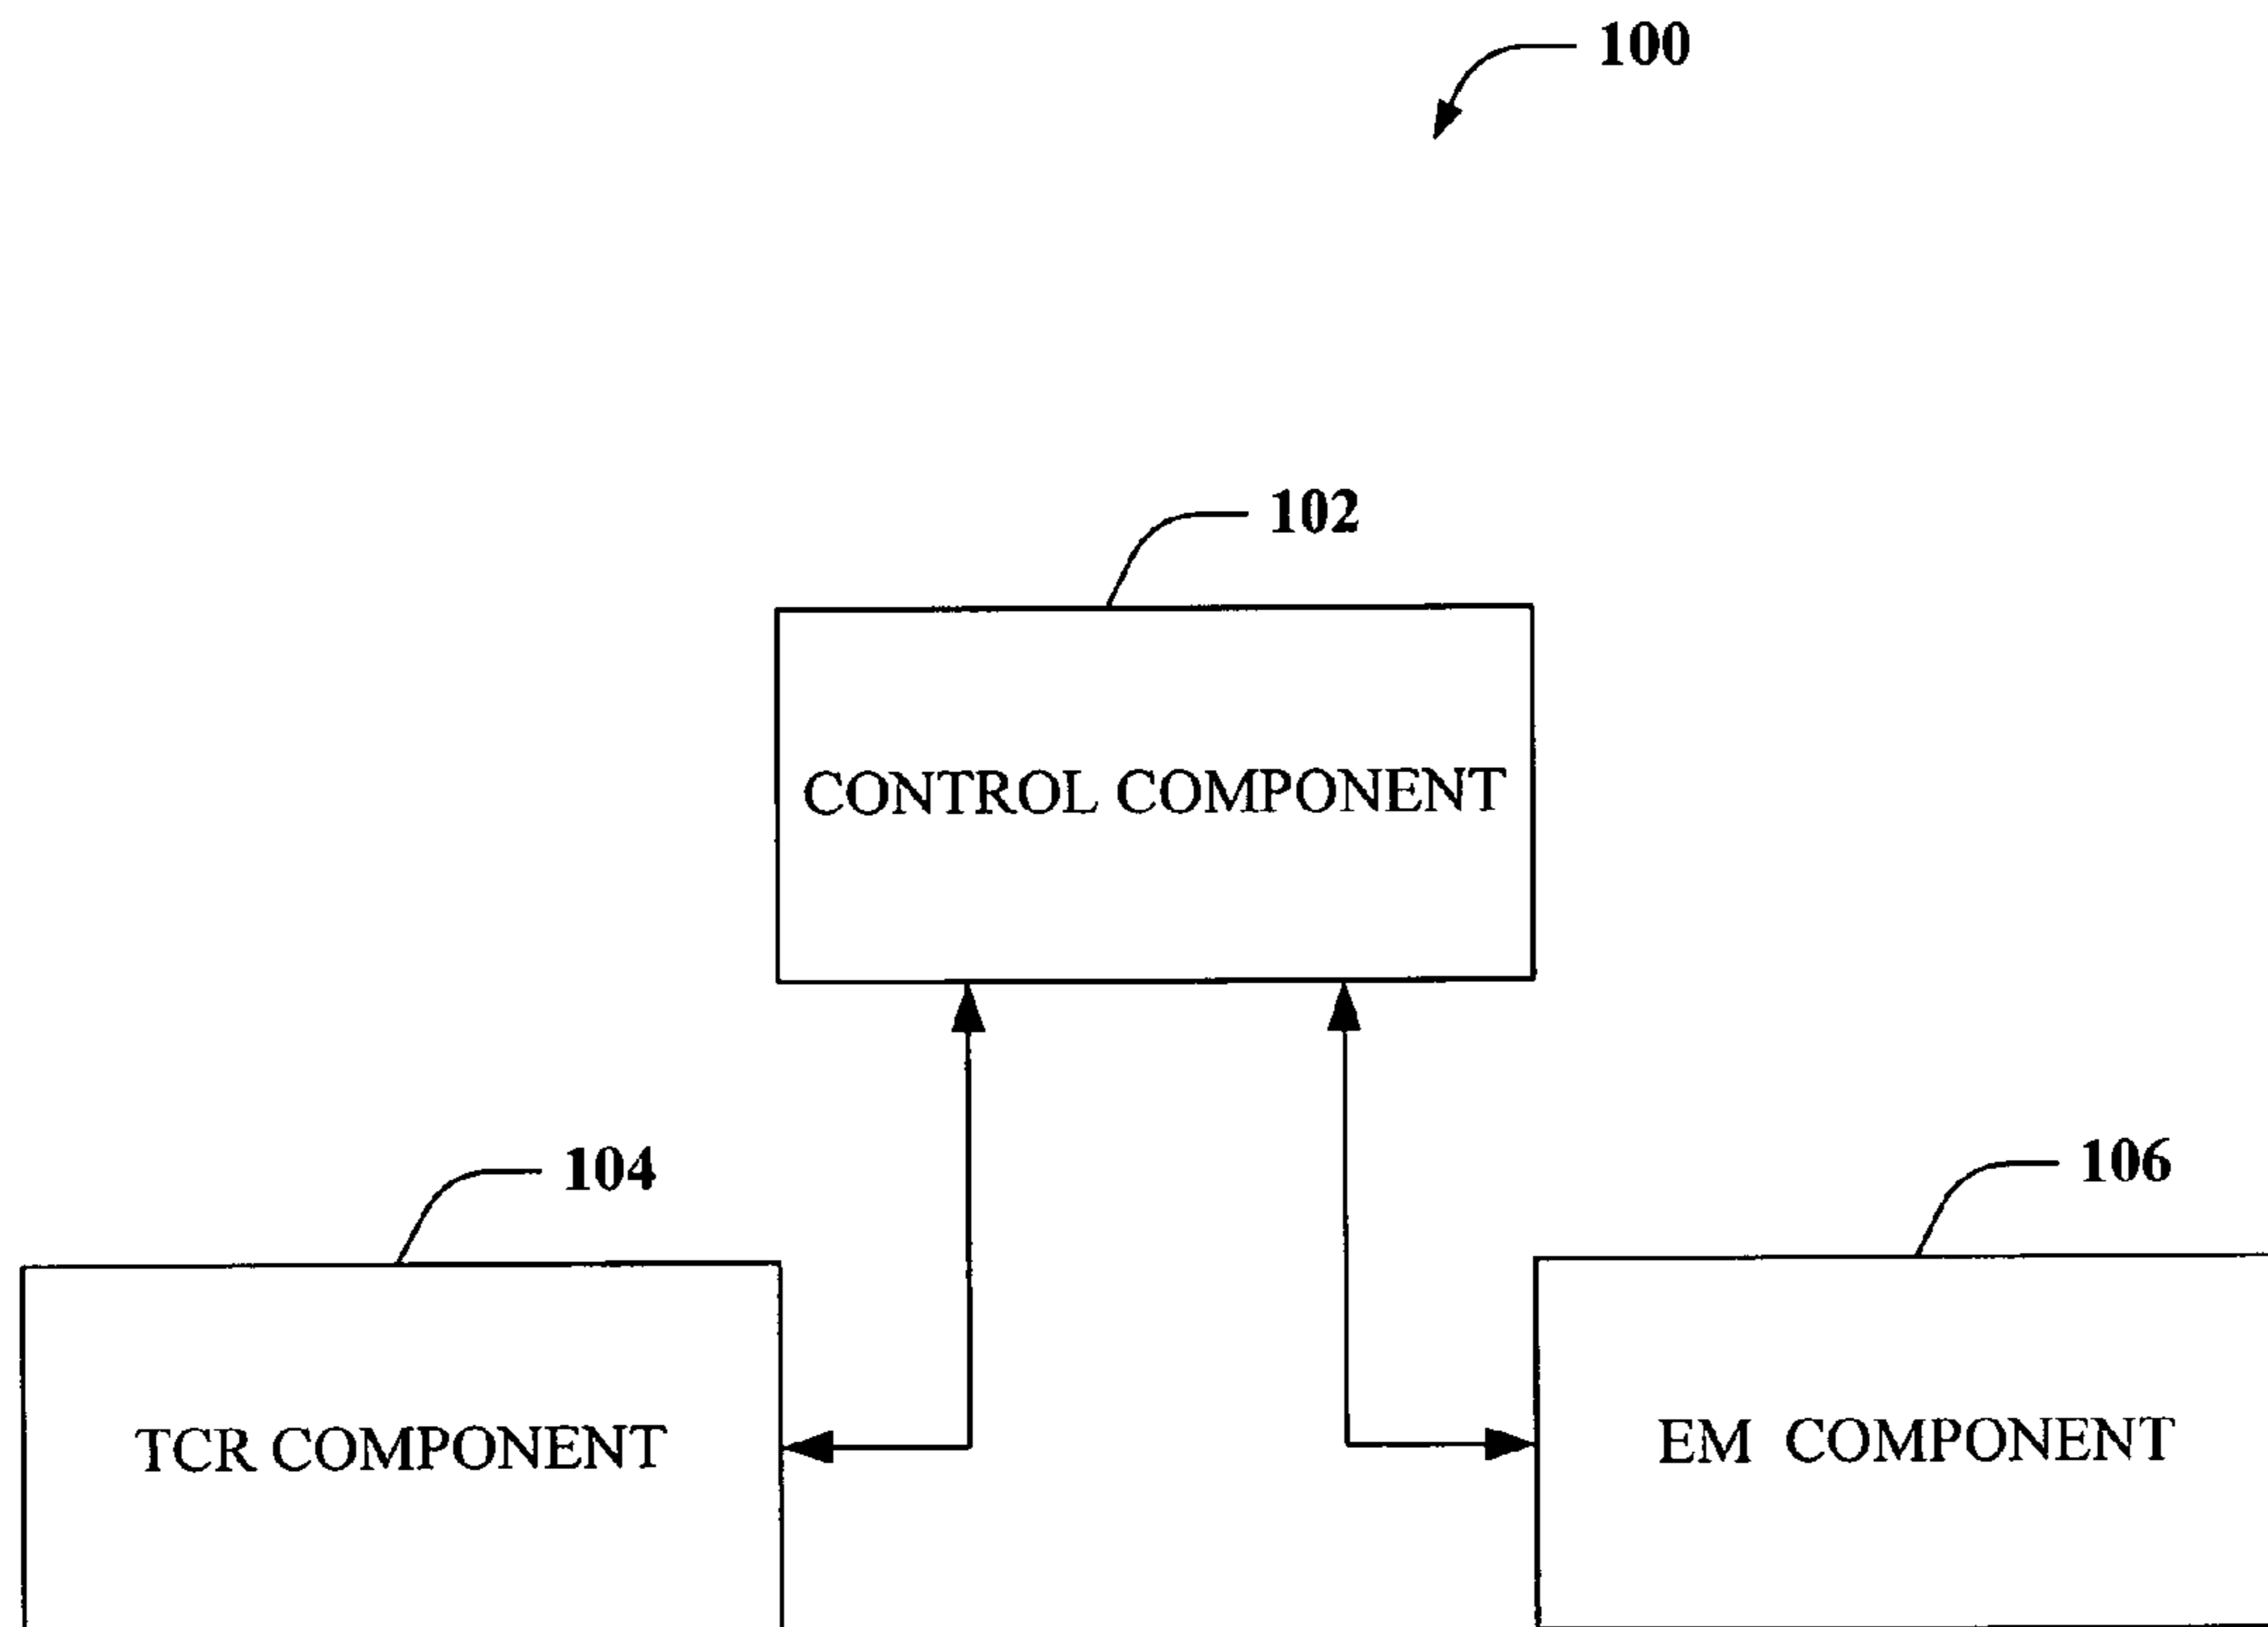 100
102
CONTROL COMPONENT
104
106
TCR COMPONENT
EM COMPONENT